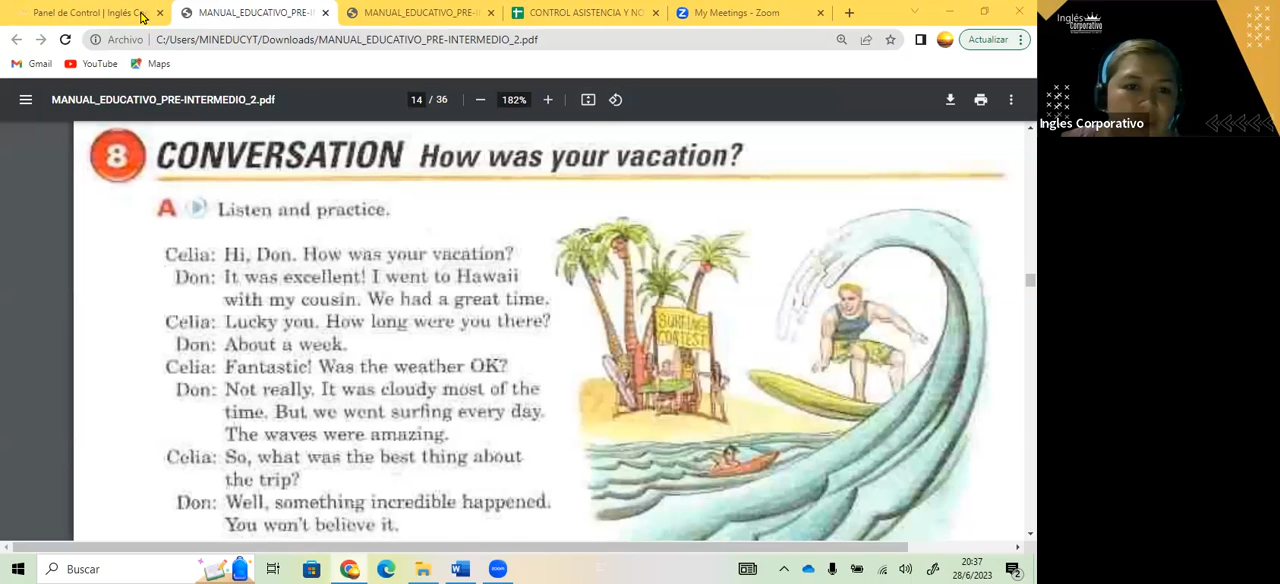 Panel de Control | Inglés C
MANUAL_EDUCATIVO_PRE-I
MANUAL_EDUCATIVO_PRE-I
CONTROL ASISTENCIA Y NO
My Meetings - Zoom
Archivo
C:/Users/MINEDUCYT/Downloads/MANUAL_EDUCATIVO_PRE-INTERMEDIO_2.pdf
Actualizar
Gmail
YouTube
Maps
MANUAL_EDUCATIVO_PRE-INTERMEDIO_2.pdf
14 / 36
182%
8 CONVERSATION How was your vacation?
A Listen and practice.
Celia: Hi, Don. How was your vacation?
Don: It was excellent! I went to Hawaii
with my cousin. We had a great time.
Celia: Lucky you. How long were you there?
Don: About a week.
Celia: Fantastic! Was the weather OK?
Don: Not really. It was cloudy most of the
time. But we went surfing every day.
The waves were amazing.
Celia: So, what was the best thing about
the trip?
Don: Well, something incredible happened.
You won't believe it.
SURFING
CONTEST
Inglés
Corporativo
Ingles Corporativo
Buscar
zoom
20:37
28/6/2023
2